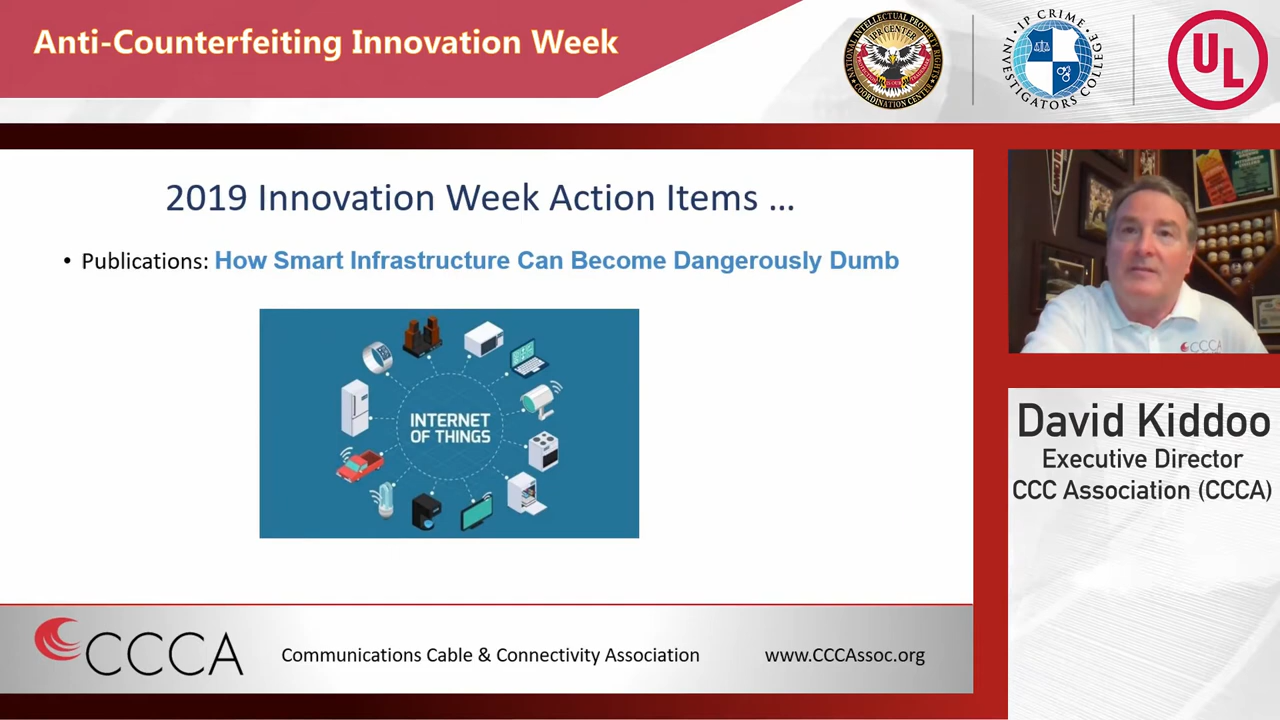 Anti-Counterfeiting Innovation Week
NATIONAL INTELLECTUAL PROPERTY RIGHTS
IPR CENTER
COORDINATION CENTER
IP CRIME
INVESTIGATORS COLLEGE
UL
2019 Innovation Week Action Items …
• Publications: How Smart Infrastructure Can Become Dangerously Dumb
INTERNET
OF THINGS
CCCA
David Kiddoo
Executive Director
CCC Association (CCCA)
CCCA
Communications Cable & Connectivity Association
www.CCCAssoc.org